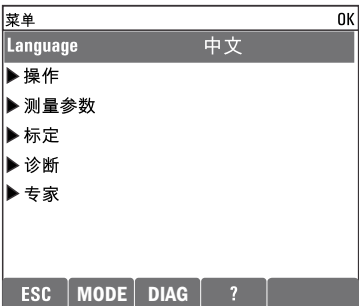 菜单 OK
Language 中文
▶操作
▶测量参数
▶标定
▶诊断
▶专家
ESC MODE DIAG ?